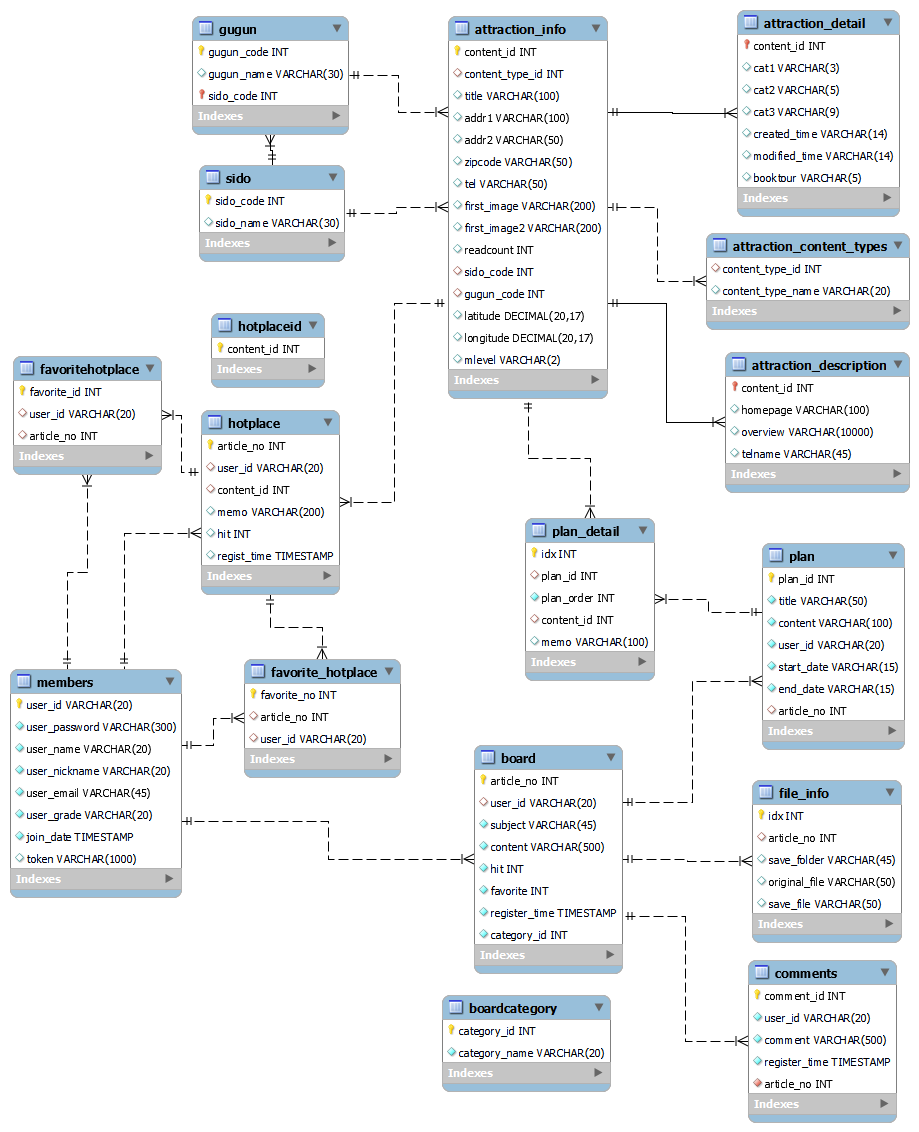 gugun
gugun_code INT
gugun_name VARCHAR(30)
sido_code INT
Indexes
sido
sido_code INT
sido_name VARCHAR(30)
Indexes
attraction_info
content_id INT
content_type_id INT
title VARCHAR(100)
addr1 VARCHAR(100)
addr2 VARCHAR(50)
zipcode VARCHAR(50)
tel VARCHAR(50)
first_image VARCHAR(200)
first_image2 VARCHAR(200)
readcount INT
sido_code INT
gugun_code INT
latitude DECIMAL(20,17)
longitude DECIMAL(20,17)
mlevel VARCHAR(2)
Indexes
attraction_detail
content_id INT
cat1 VARCHAR(3)
cat2 VARCHAR(5)
cat3 VARCHAR(9)
created_time VARCHAR(14)
modified_time VARCHAR(14)
booktour VARCHAR(5)
Indexes
attraction_content_types
content_type_id INT
content_type_name VARCHAR(20)
Indexes
attraction_description
content_id INT
homepage VARCHAR(100)
overview VARCHAR(10000)
telname VARCHAR(45)
Indexes
hotplaceid
content_id INT
Indexes
favoritehotplace
favorite_id INT
user_id VARCHAR(20)
article_no INT
Indexes
hotplace
article_no INT
user_id VARCHAR(20)
content_id INT
memo VARCHAR(200)
hit INT
regist_time TIMESTAMP
Indexes
plan_detail
idx INT
plan_id INT
plan_order INT
content_id INT
memo VARCHAR(100)
Indexes
plan
plan_id INT
title VARCHAR(50)
content VARCHAR(100)
user_id VARCHAR(20)
start_date VARCHAR(15)
end_date VARCHAR(15)
article_no INT
Indexes
members
user_id VARCHAR(20)
user_password VARCHAR(300)
user_name VARCHAR(20)
user_nickname VARCHAR(20)
user_email VARCHAR(45)
user_grade VARCHAR(20)
join_date TIMESTAMP
token VARCHAR(1000)
Indexes
favorite_hotplace
favorite_no INT
article_no INT
user_id VARCHAR(20)
Indexes
board
article_no INT
user_id VARCHAR(20)
subject VARCHAR(45)
content VARCHAR(500)
hit INT
favorite INT
register_time TIMESTAMP
category_id INT
Indexes
file_info
idx INT
article_no INT
save_folder VARCHAR(45)
original_file VARCHAR(50)
save_file VARCHAR(50)
Indexes
boardcategory
category_id INT
category_name VARCHAR(20)
Indexes
comments
comment_id INT
user_id VARCHAR(20)
comment VARCHAR(500)
register_time TIMESTAMP
article_no INT
Indexes